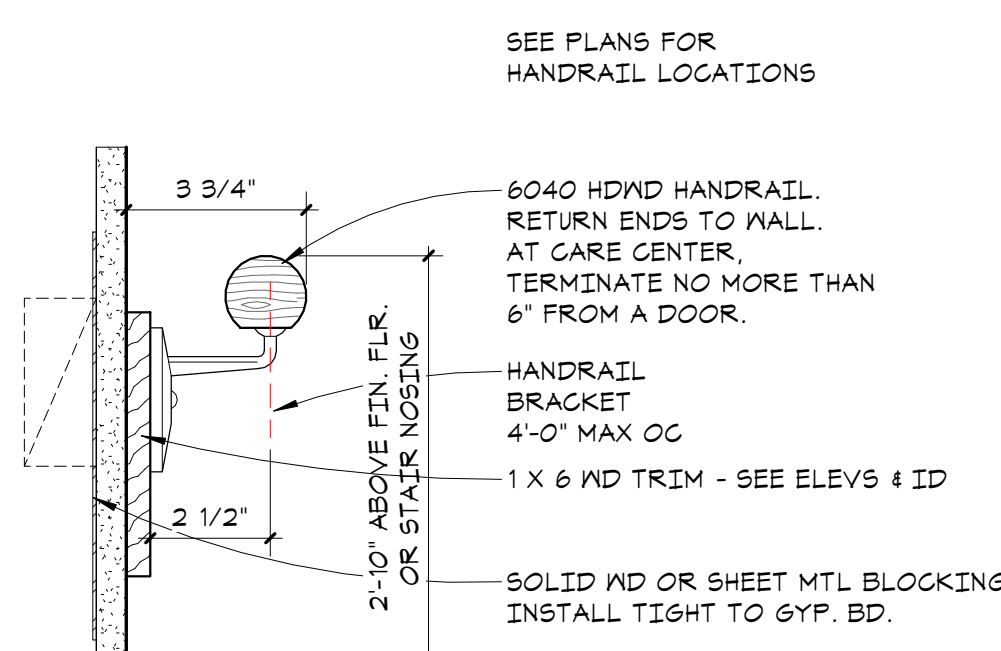 SEE PLANS FOR
HANDRAIL LOCATIONS
3 3/4"
6040 HDWD HANDRAIL.
RETURN ENDS TO WALL.
AT CARE CENTER,
TERMINATE NO MORE THAN
6" FROM A DOOR.
2'-10" ABOVE FIN. FLR.
OR STAIR NOSING
HANDRAIL
BRACKET
4'-0" MAX OC
1 X 6 WD TRIM - SEE ELEVS & ID
2 1/2"
SOLID WD OR SHEET MTL BLOCKING
INSTALL TIGHT TO GYP. BD.